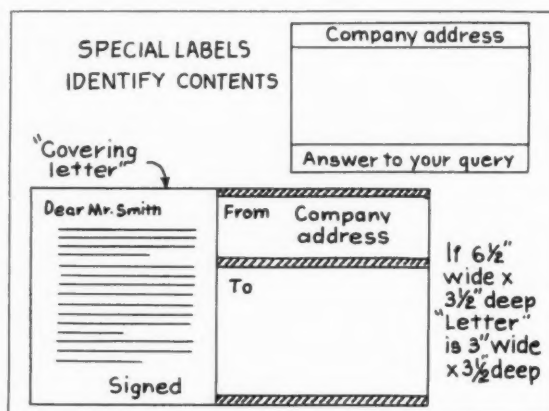 SPECIAL LABELS
IDENTIFY CONTENTS
Company address
Answer to your query
"Covering
letter"
Dear Mr. Smith
Signed
From Company
address
To
If 6½"
wide x
3½" deep
"Letter"
is 3" wide
x 3½" deep